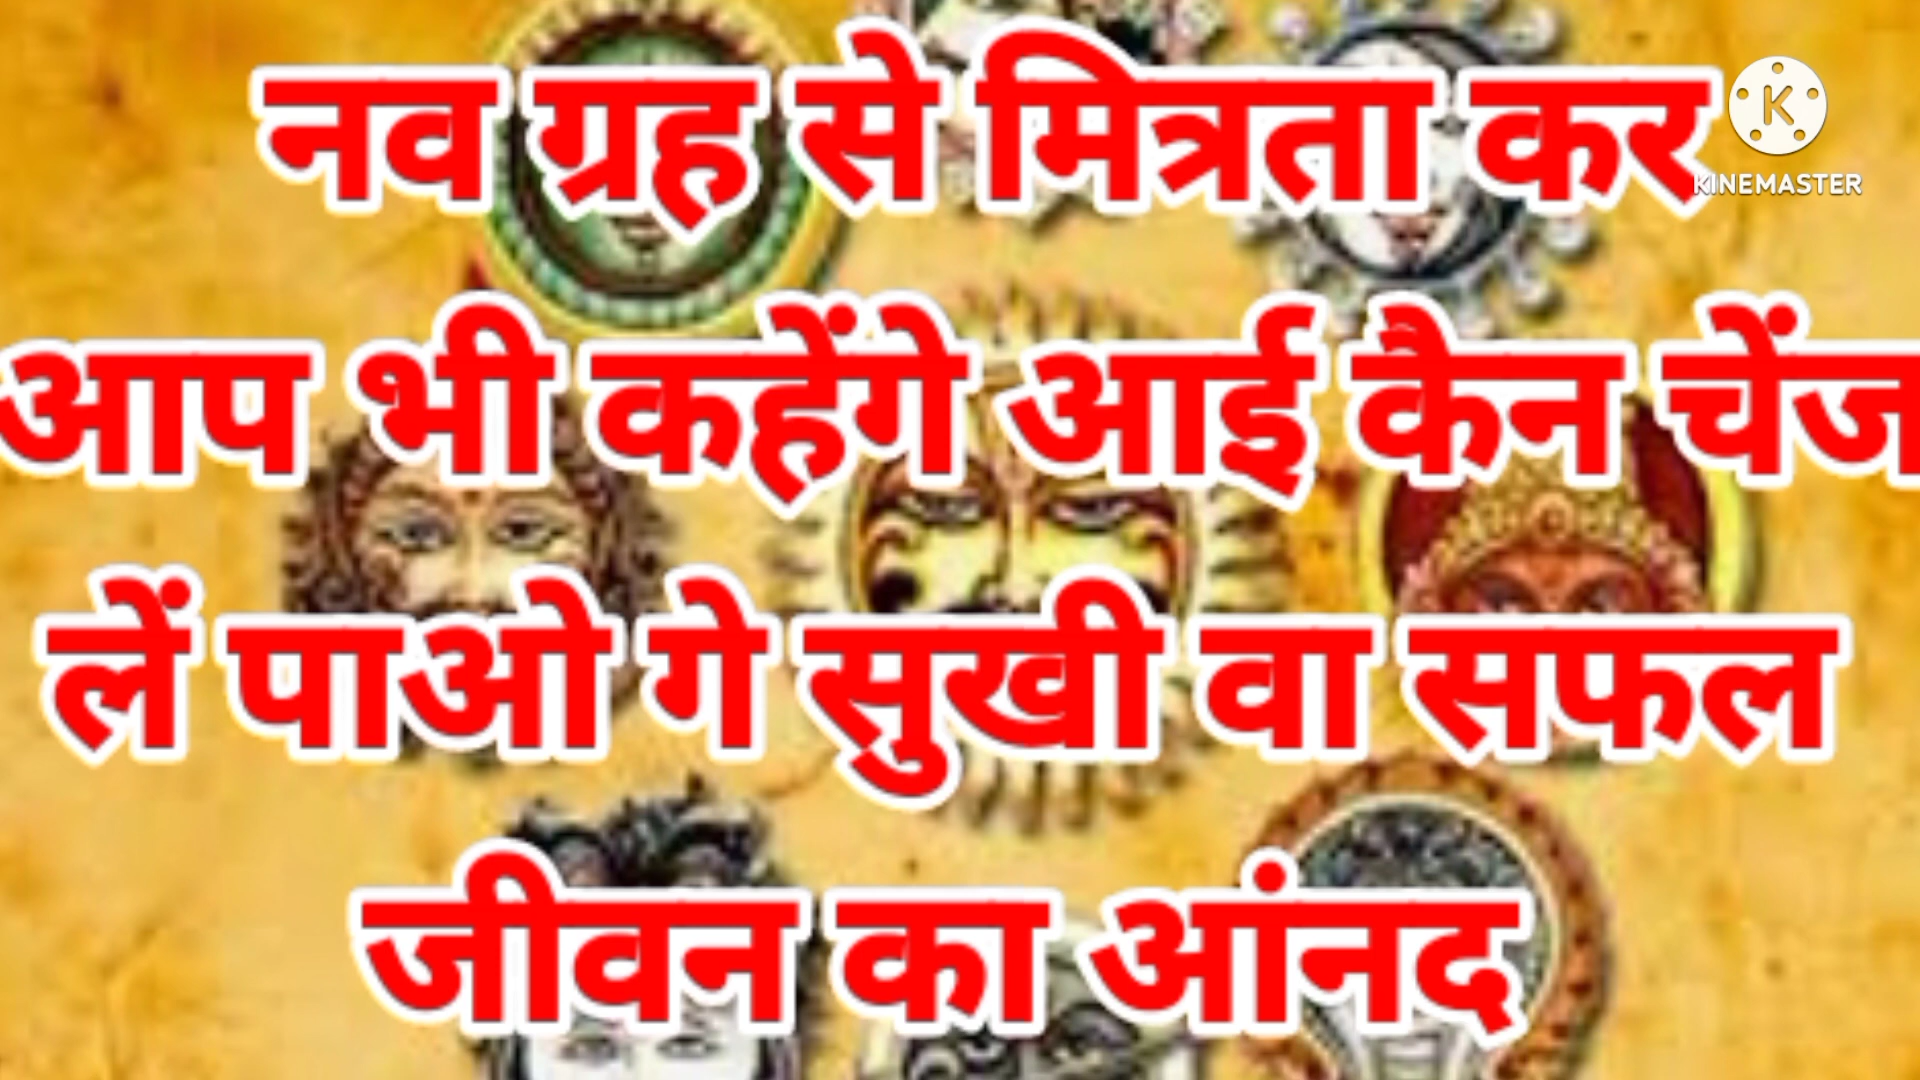 नव ग्रह से मित्रता कर
आप भी कहेंगे आई कैन चेंज
लें पाओ गे सुखी वा सफल
जीवन का आंनद
K
KINEMASTER